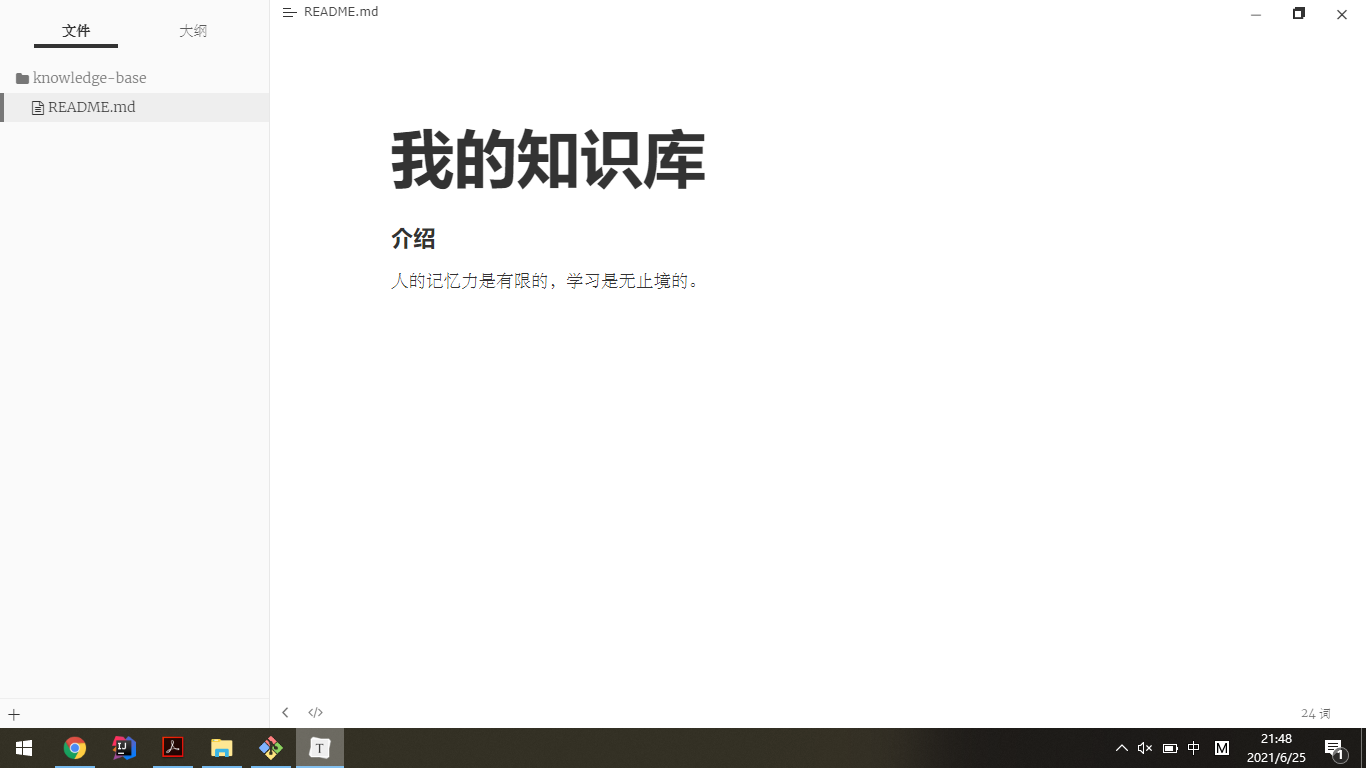 文件 大纲
knowledge-base
README.md
README.md
我的知识库
介绍
人的记忆力是有限的，学习是无止境的。
24 词
中 M
21:48
2021/6/25
1
IJ
T